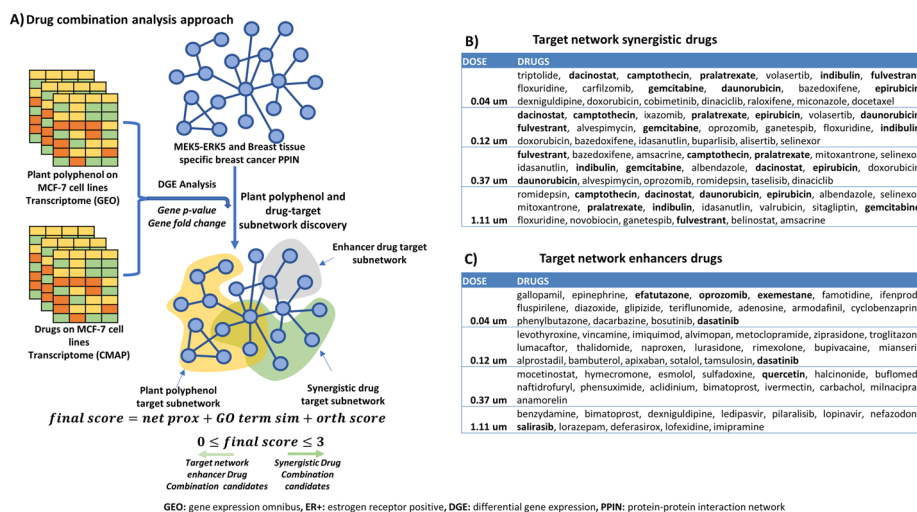 A) Drug combination analysis approach
MEK5-ERK5 and Breast tissue
specific breast cancer PPIN
Plant polyphenol on
MCF-7 cell lines
Transcriptome (GEO)
DGE Analysis
Gene p-value
Gene fold change
Plant polyphenol and
drug-target
subnetwork discovery
Enhancer drug target
subnetwork
Drugs on MCF-7 cell
lines
Transcriptome (CMAP)
Plant polyphenol
target subnetwork
Synergistic drug
target subnetwork
final score = net prox + GO term sim + orth score
0 ≤ final score ≤ 3
Target network
enhancer Drug
Combination candidates
Synergistic Drug
Combination
candidates
B) Target network synergistic drugs
DOSE DRUGS
triptolide, dacinostat, camptothecin, pralatrexate, volasertib, indibulin, fulvestran
floxuridine, carfilzomib, gemcitabine, daunorubicin, bazedoxifene, epirubicin
0.04 um dexniguldipine, doxorubicin, cobimetinib, dinaciclib, raloxifene, miconazole, docetaxel
dacinostat, camptothecin, ixazomib, pralatrexate, epirubicin, volasertib, daunorubicin
fulvestrant, alvespimycin, gemcitabine, oprozomib, ganetespib, floxuridine, indibulin
0.12 um doxorubicin, bazedoxifene, idasanutlin, buparlisib, alisertib, selinexor
fulvestrant, bazedoxifene, amsacrine, camptothecin, pralatrexate, mitoxantrone, selinexo
idasanutlin, indibulin, gemcitabine, albendazole, dacinostat, epirubicin, doxorubicin
0.37 um daunorubicin, alvespimycin, oprozomib, romidepsin, taselisib, dinaciclib
romidepsin, camptothecin, dacinostat, daunorubicin, epirubicin, albendazole, selinexo
mitoxantrone, pralatrexate, indibulin, idasanutlin, valrubicin, sitagliptin, gemcitabine
1.11 um floxuridine, novobiocin, ganetespib, fulvestrant, belinostat, amsacrine
C) Target network enhancers drugs
DOSE DRUGS
gallopamil, epinephrine, efatutazone, oprozomib, exemestane, famotidine, ifenprod
fluspirilene, diazoxide, glipizide, teriflunomide, adenosine, armodafinil, cyclobenzaprin
0.04 um phenylbutazone, dacarbazine, bosutinib, dasatinib
levothyroxine, vincamine, imiquimod, alvimopan, metoclopramide, ziprasidone, troglitazon
lumacaftor, thalidomide, naproxen, lurasidone, rimexolone, bupivacaine, mianseri
0.12 um alprostadil, bambuterol, apixaban, sotalol, tamsulosin, dasatinib
mocetinostat, hymecromone, esmolol, sulfadoxine, quercetin, halcinonide, buflomed
naftidrofuryl, phensuximide, aclidinium, bimatoprost, ivermectin, carbachol, milnacipra
0.37 um anamorelin
benzydamine, bimatoprost, dexniguldipine, ledipasvir, pilaralisib, lopinavir, nefazodon
1.11 um salirasib, lorazepam, deferasirox, lofexidine, imipramine
GEO: gene expression omnibus, ER+: estrogen receptor positive, DGE: differential gene expression, PPIN: protein-protein interaction network